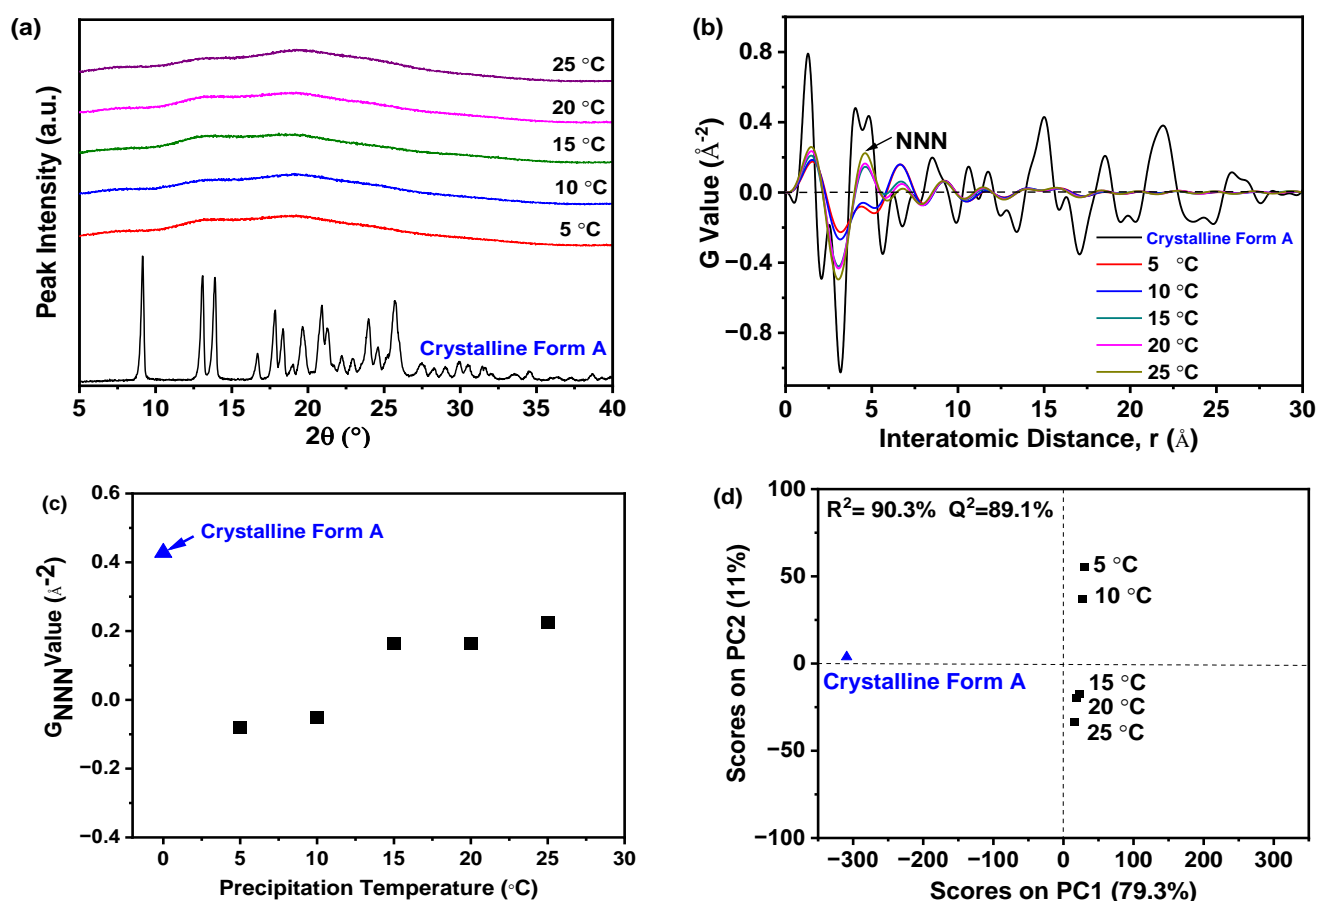 (a)
25 °C
20 °C
15 °C
10 °C
5 °C
Crystalline Form A
Peak Intensity (a.u.)
5 10 15 20 25 30 35 40
2θ (°)
(b)
NNN
G Value (Å⁻²)
0.8
0.4
0.0
−0.4
−0.8
Crystalline Form A
5 °C
10 °C
15 °C
20 °C
25 °C
0 5 10 15 20 25 30
Interatomic Distance, r (Å)
(c)
Crystalline Form A
G_NNN Value (Å⁻²)
0.6
0.4
0.2
0.0
−0.2
−0.4
0 5 10 15 20 25 30
Precipitation Temperature (°C)
(d)
R²= 90.3% Q²=89.1%
5 °C
10 °C
Crystalline Form A
15 °C
20 °C
25 °C
Scores on PC2 (11%)
100
50
0
−50
−100
−300 −200 −100 0 100 200 300
Scores on PC1 (79.3%)